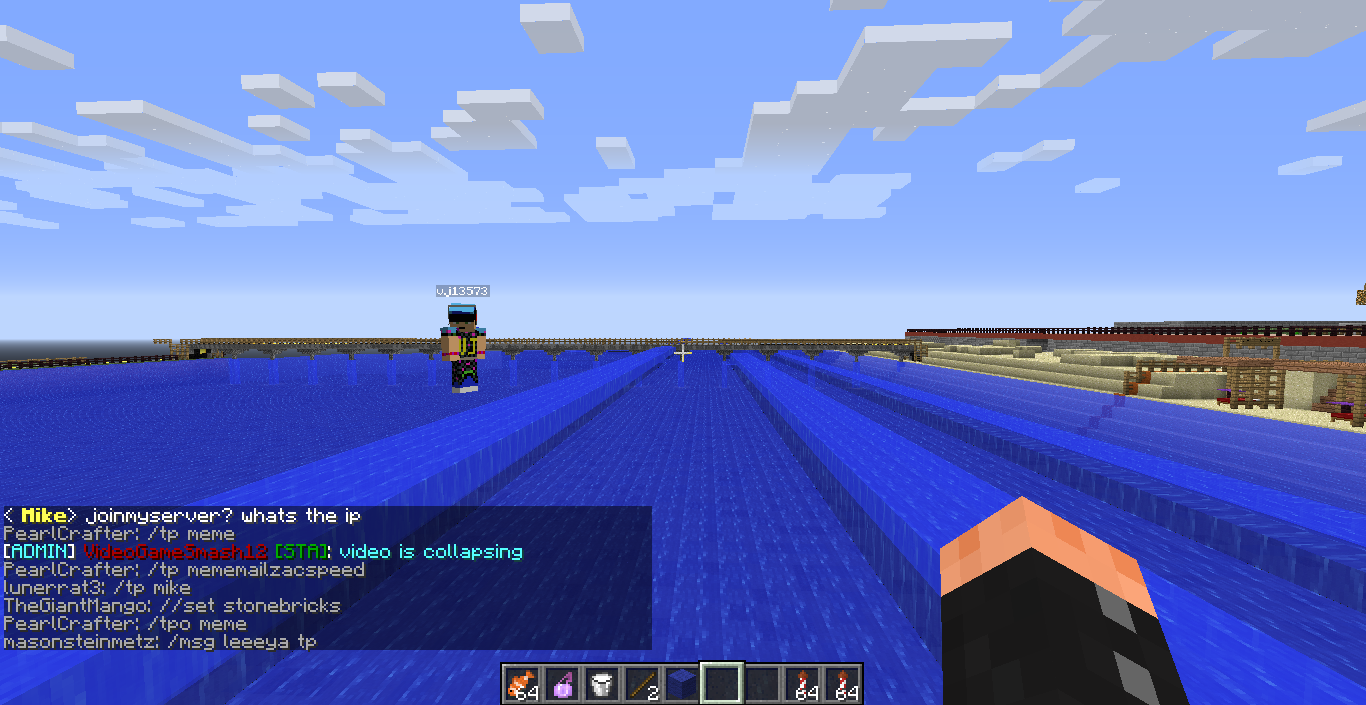 wj13573
< Mike> joinmyserver? whats the ip
PearlCrafter: /tp meme
[ADMIN] VideoGameSmash12 [STA]: video is collapsing
PearlCrafter: /tp mememailzacspeed
lunerrat3: /tp mike
TheGiantMango: //set stonebricks
PearlCrafter: /tpo meme
masonsteinmetz: /msg leeeya tp
64 2 64 64